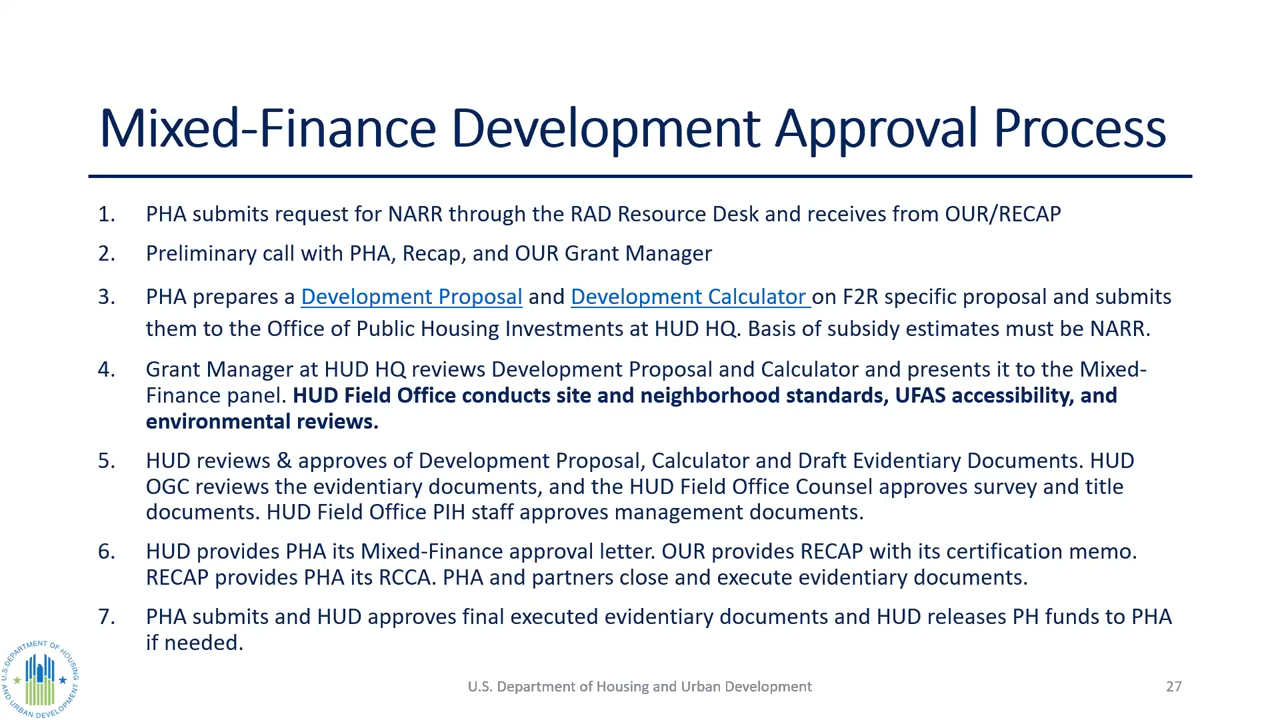 Mixed-Finance Development Approval Process
1. PHA submits request for NARR through the RAD Resource Desk and receives from OUR/RECAP
2. Preliminary call with PHA, Recap, and OUR Grant Manager
3. PHA prepares a Development Proposal and Development Calculator on F2R specific proposal and submits
them to the Office of Public Housing Investments at HUD HQ. Basis of subsidy estimates must be NARR.
4. Grant Manager at HUD HQ reviews Development Proposal and Calculator and presents it to the Mixed-
Finance panel. HUD Field Office conducts site and neighborhood standards, UFAS accessibility, and
environmental reviews.
5. HUD reviews & approves of Development Proposal, Calculator and Draft Evidentiary Documents. HUD
OGC reviews the evidentiary documents, and the HUD Field Office Counsel approves survey and title
documents. HUD Field Office PIH staff approves management documents.
6. HUD provides PHA its Mixed-Finance approval letter. OUR provides RECAP with its certification memo.
RECAP provides PHA its RCCA. PHA and partners close and execute evidentiary documents.
7. PHA submits and HUD approves final executed evidentiary documents and HUD releases PH funds to PHA
if needed.
U.S. DEPARTMENT OF HOUSING AND URBAN DEVELOPMENT
U.S. Department of Housing and Urban Development
27